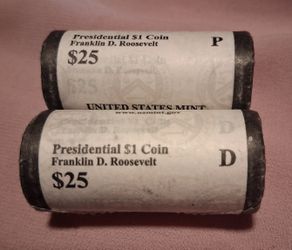 Presidential $1 Coin
Franklin D. Roosevelt
P
$25
UNITED STATES MINT
www.usmint.gov
Presidential $1 Coin
Franklin D. Roosevelt
D
$25